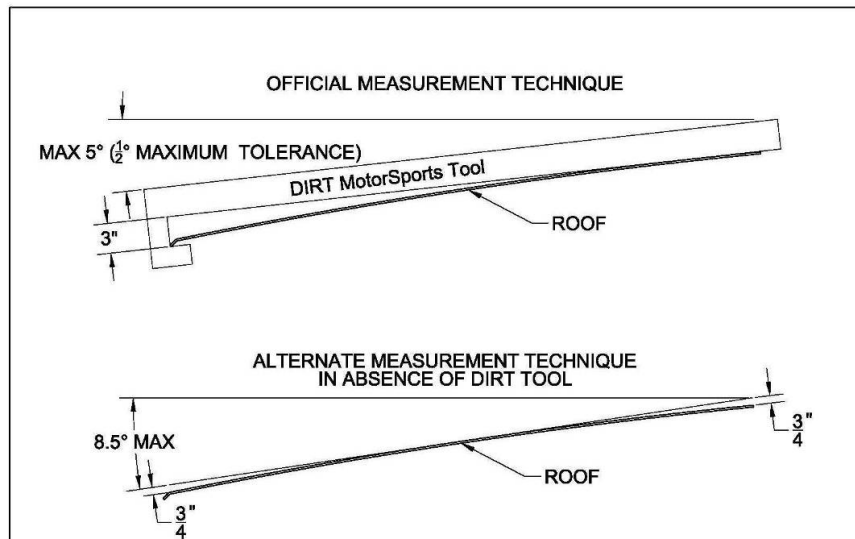 OFFICIAL MEASUREMENT TECHNIQUE
MAX 5° (½° MAXIMUM TOLERANCE)
DIRT MotorSports Tool
3"
ROOF
ALTERNATE MEASUREMENT TECHNIQUE
IN ABSENCE OF DIRT TOOL
8.5° MAX
¾"
ROOF
¾"